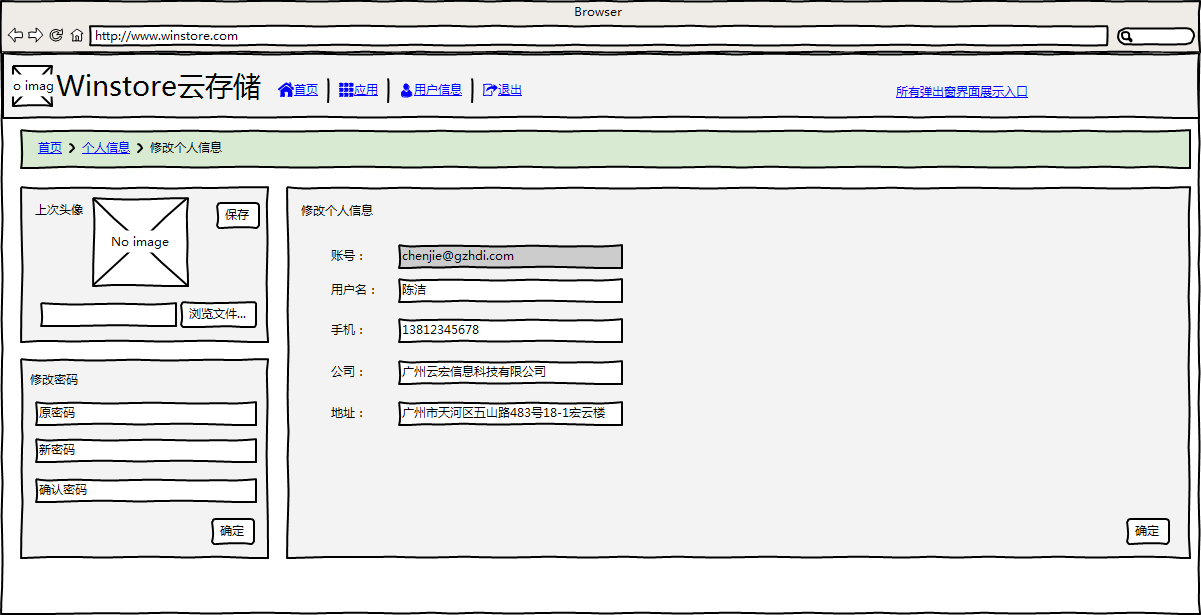 Browser
http://www.winstore.com
o imag
Winstore云存储
首页
应用
用户信息
退出
所有弹出窗界面展示入口
首页
个人信息
修改个人信息
上次头像
No image
保存
浏览文件...
修改密码
原密码
新密码
确认密码
确定
修改个人信息
账号：
chenjie@gzhdi.com
用户名：
陈洁
手机：
13812345678
公司：
广州云宏信息科技有限公司
地址：
广州市天河区五山路483号18-1宏云楼
确定